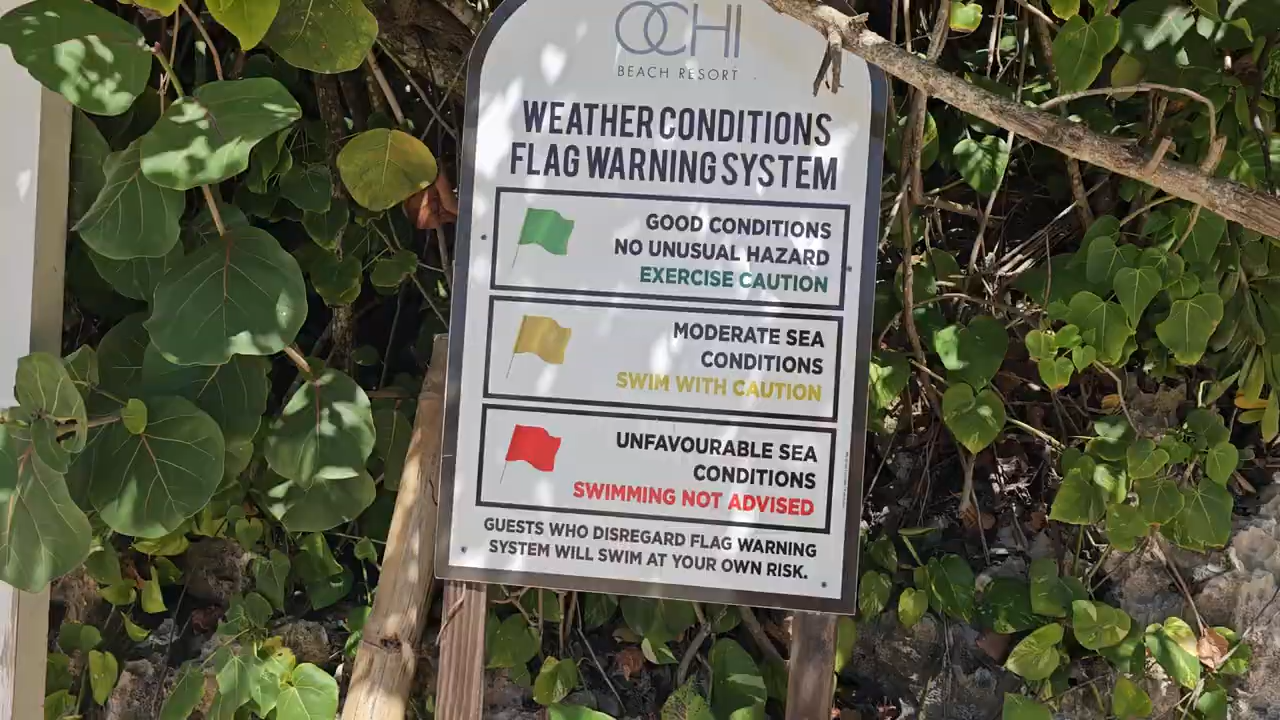 OCHI
BEACH RESORT
WEATHER CONDITIONS
FLAG WARNING SYSTEM
GOOD CONDITIONS
NO UNUSUAL HAZARD
EXERCISE CAUTION
MODERATE SEA
CONDITIONS
SWIM WITH CAUTION
UNFAVOURABLE SEA
CONDITIONS
SWIMMING NOT ADVISED
GUESTS WHO DISREGARD FLAG WARNING
SYSTEM WILL SWIM AT YOUR OWN RISK.